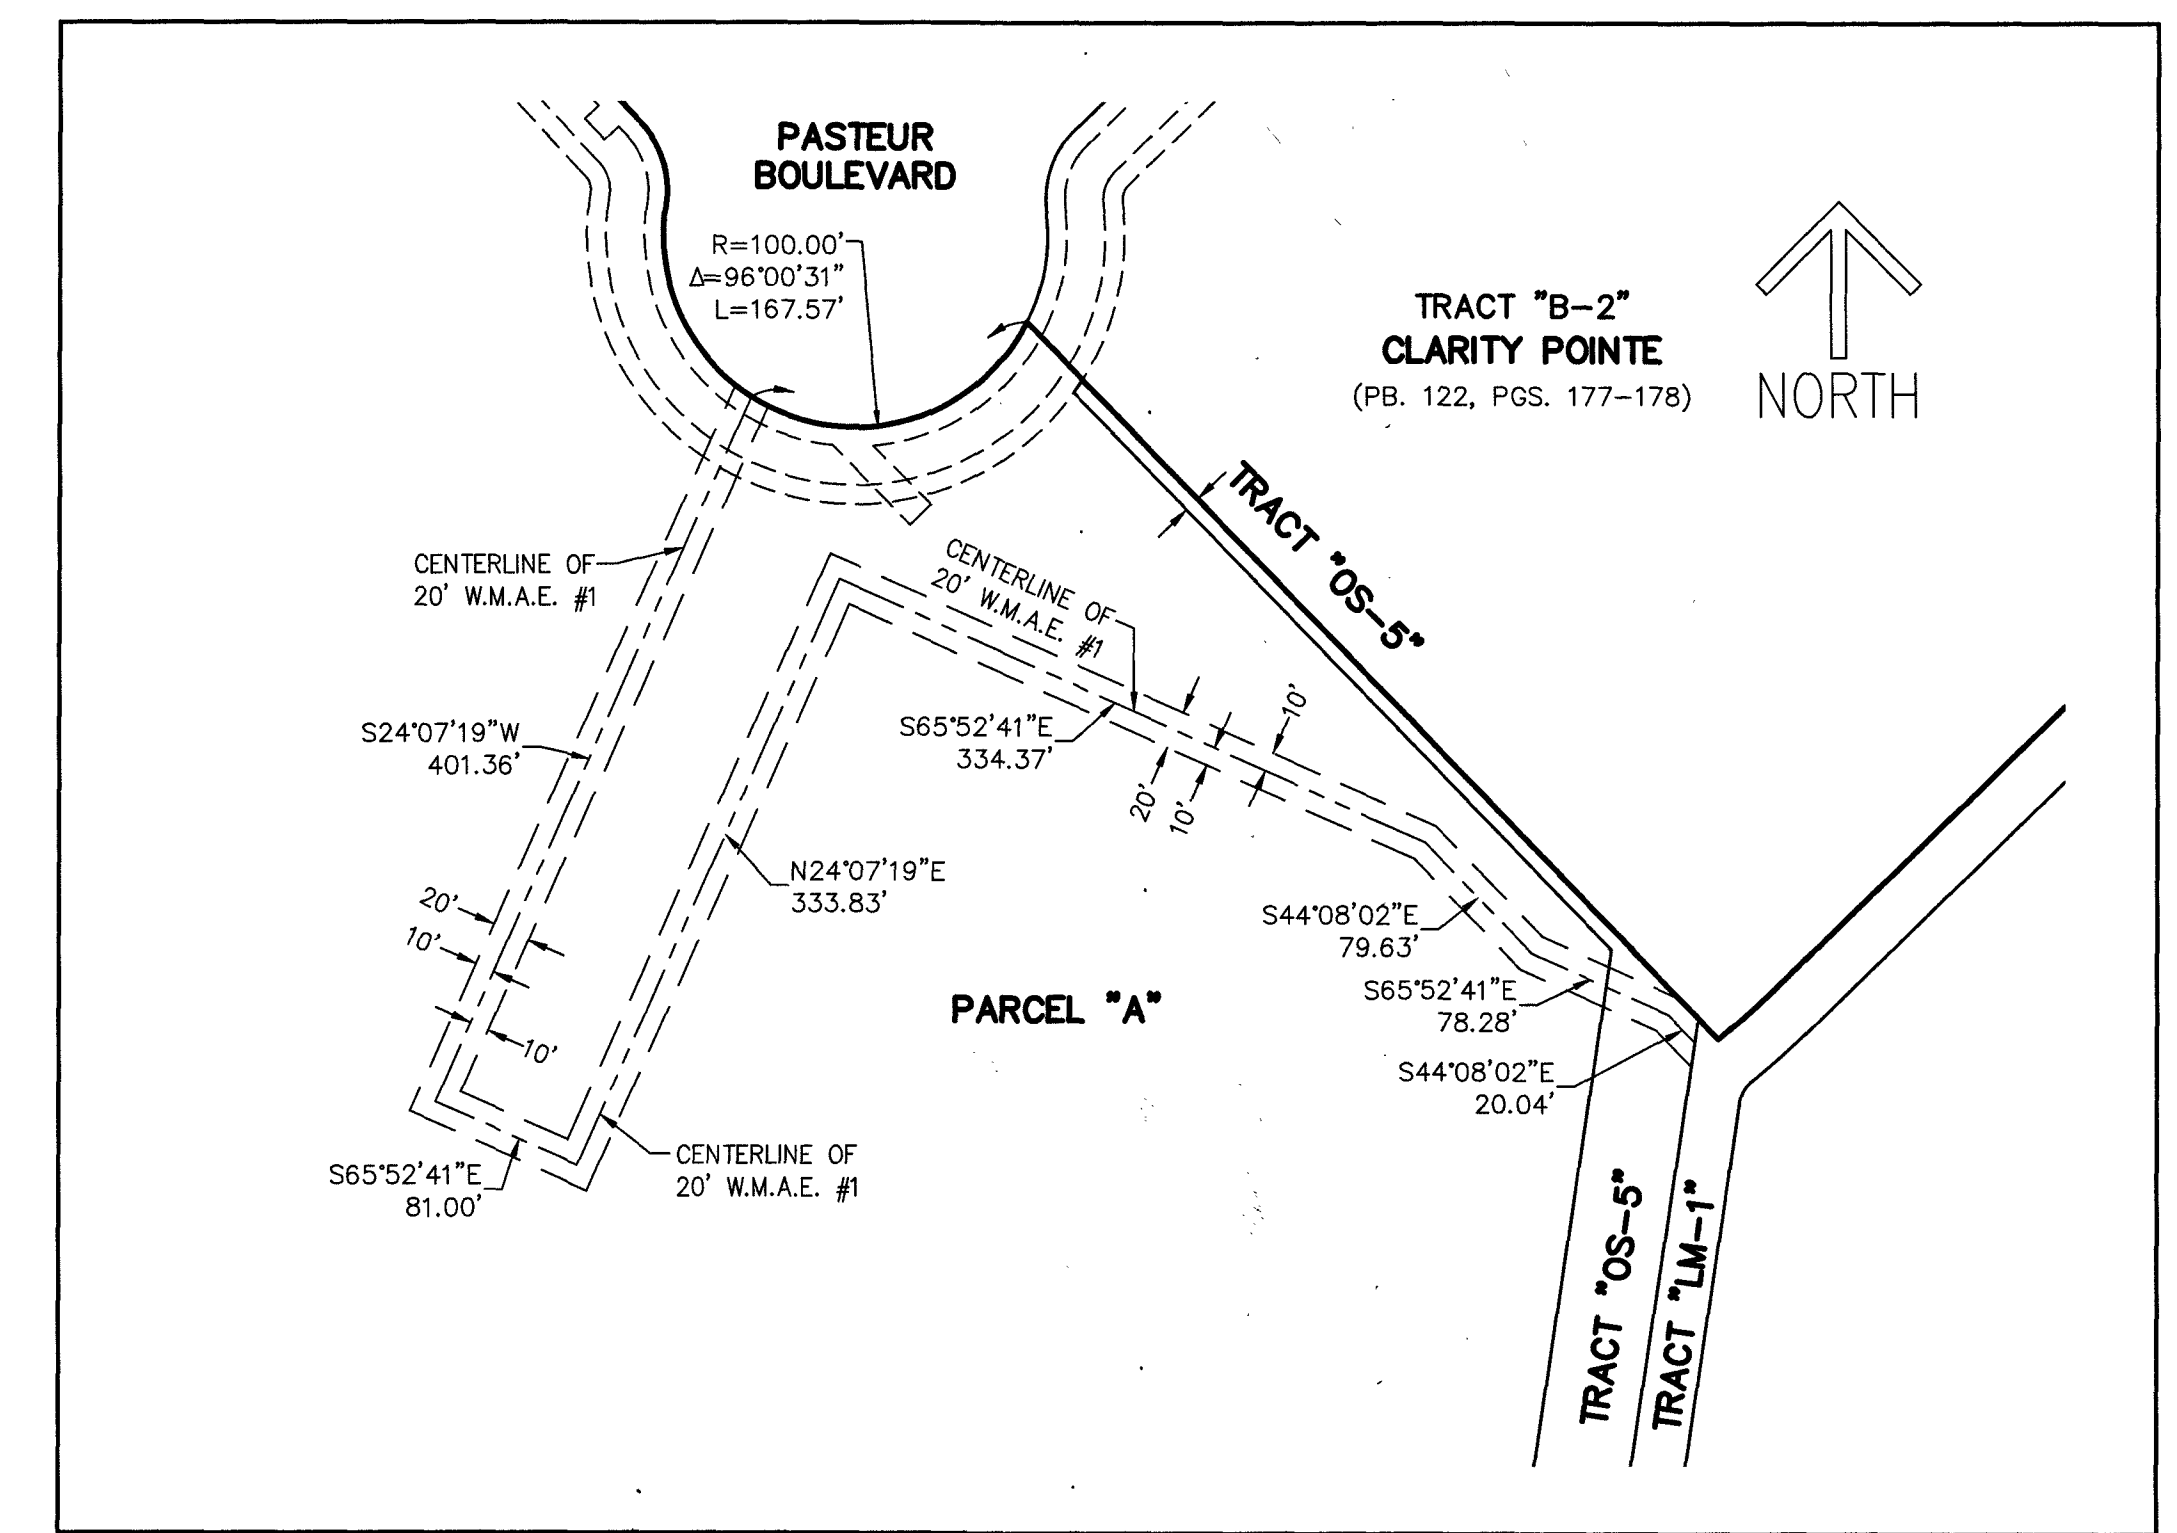 PASTEUR
BOULEVARD
R=100.00'
Δ=96°00'31"
L=167.57'
TRACT "B-2"
CLARITY POINTE
(PB. 122, PGS. 177-178)
NORTH
TRACT "OS-5"
CENTERLINE OF
20' W.M.A.E. #1
CENTERLINE OF
20' W.M.A.E. #1
S24°07'19"W
401.36'
S65°52'41"E
334.37'
10'
20'
10'
N24°07'19"E
333.83'
20'
10'
10'
S44°08'02"E
79.63'
S65°52'41"E
78.28'
PARCEL "A"
S44°08'02"E
20.04'
CENTERLINE OF
20' W.M.A.E. #1
S65°52'41"E
81.00'
TRACT "OS-5"
TRACT "LM-1"